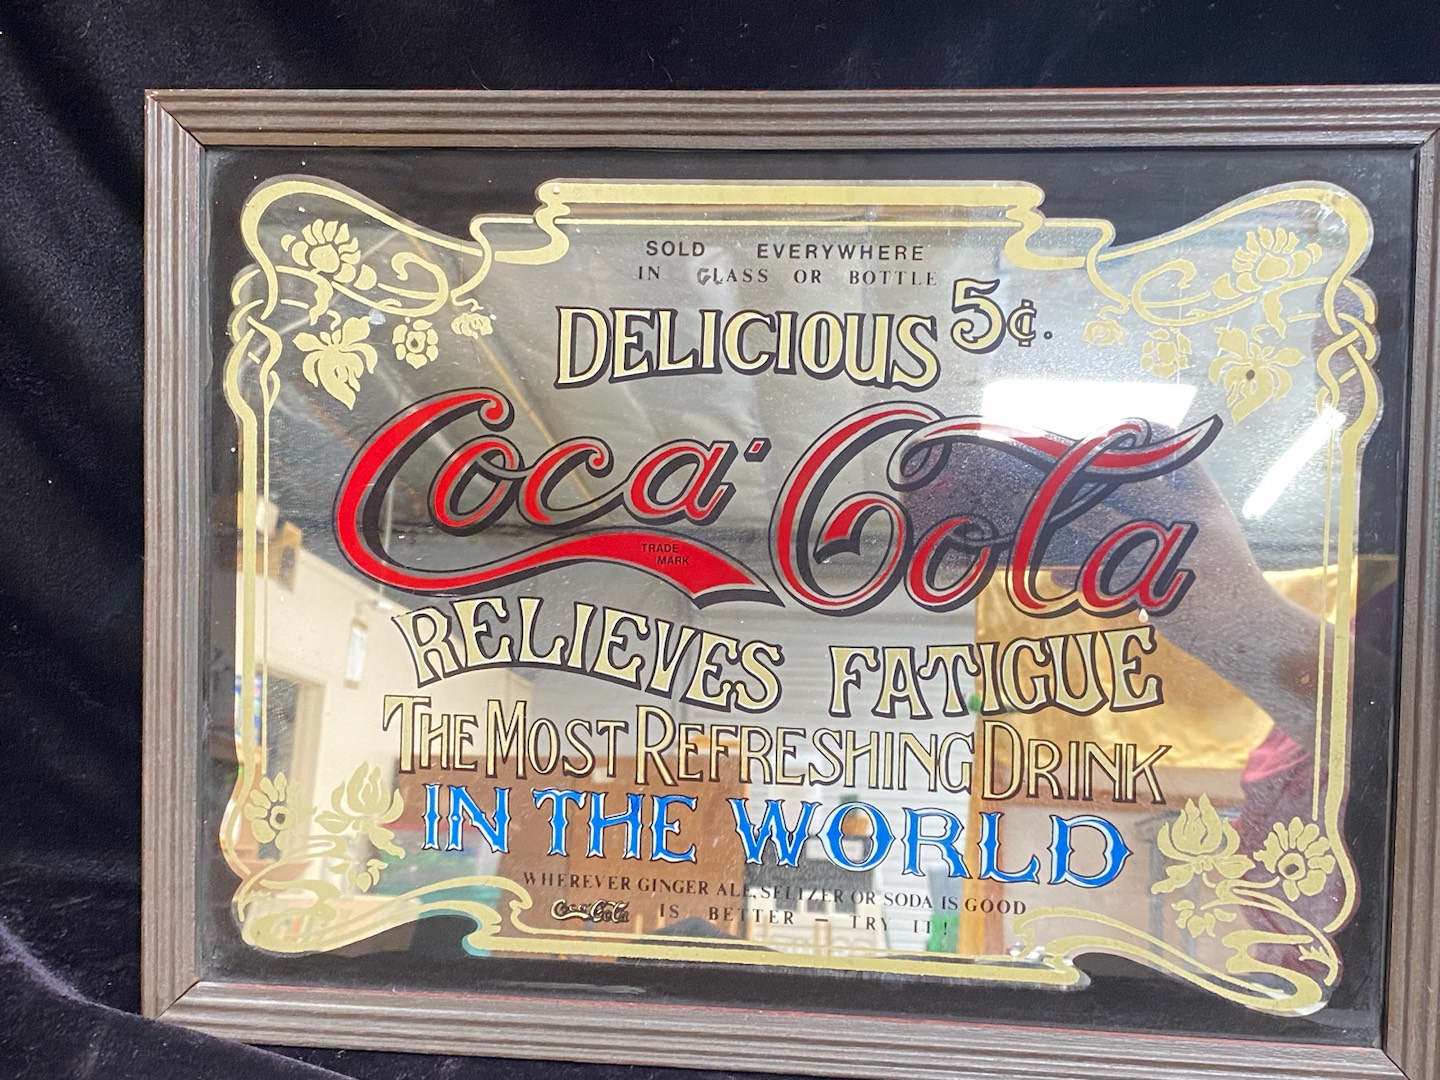 SOLD EVERYWHERE
IN GLASS OR BOTTLE
DELICIOUS 5¢.
Coca-Cola
TRADE
MARK
RELIEVES FATIGUE
THE MOST REFRESHING DRINK
IN THE WORLD
WHEREVER GINGER ALE, SELTZER OR SODA IS GOOD
Coca-Cola IS BETTER – TRY IT!